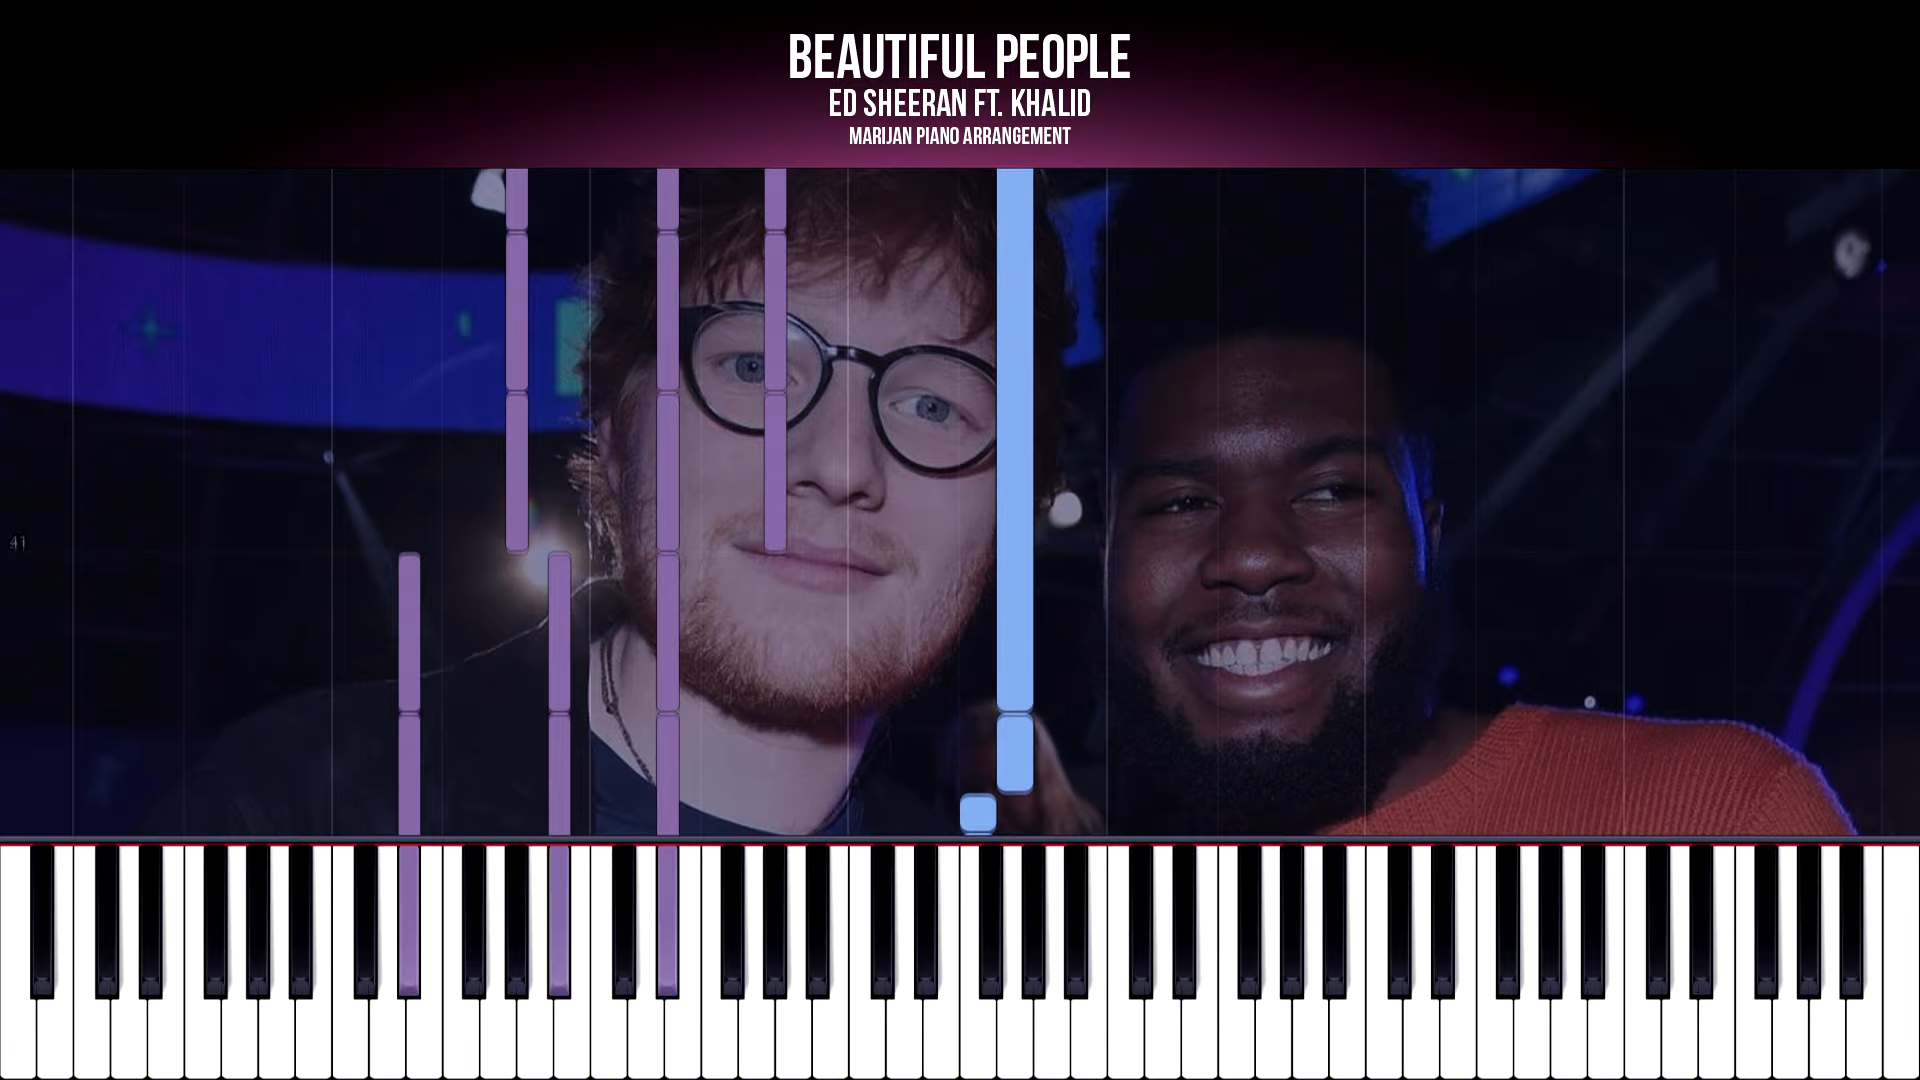 BEAUTIFUL PEOPLE
ED SHEERAN FT. KHALID
MARIJAN PIANO ARRANGEMENT
41